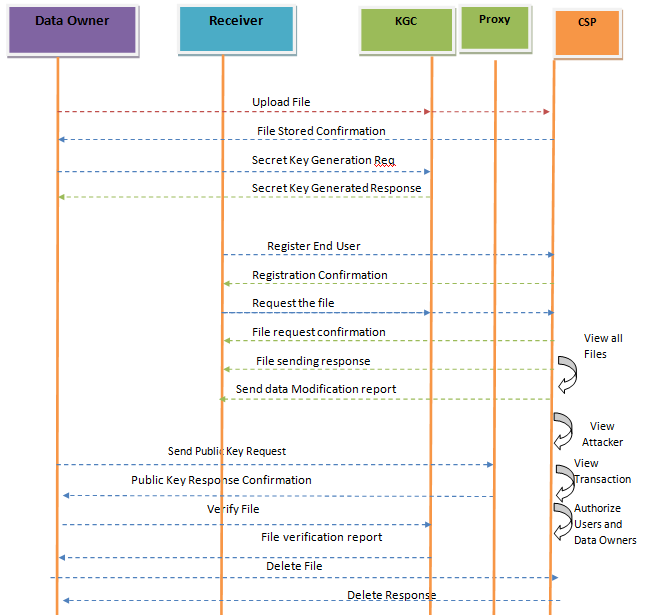 Data Owner
Receiver
KGC
Proxy
CSP
Upload File
File Stored Confirmation
Secret Key Generation Req
Secret Key Generated Response
Register End User
Registration Confirmation
Request the file
File request confirmation
View all
Files
File sending response
Send data Modification report
View
Attacker
Send Public Key Request
View
Transaction
Public Key Response Confirmation
Verify File
Authorize
Users and
Data Owners
File verification report
Delete File
Delete Response